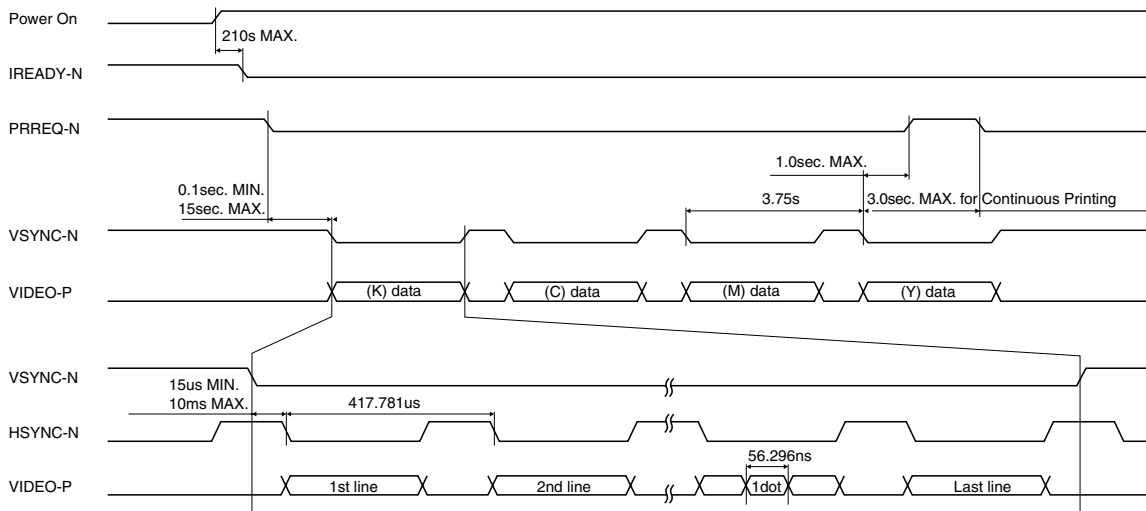 Power On
210s MAX.
IREADY-N
PRREQ-N
1.0sec. MAX.
0.1sec. MIN.
15sec. MAX.
3.75s
3.0sec. MAX. for Continuous Printing
VSYNC-N
VIDEO-P
(K) data
(C) data
(M) data
(Y) data
VSYNC-N
15us MIN.
10ms MAX.
417.781us
HSYNC-N
56.296ns
VIDEO-P
1st line
2nd line
1dot
Last line